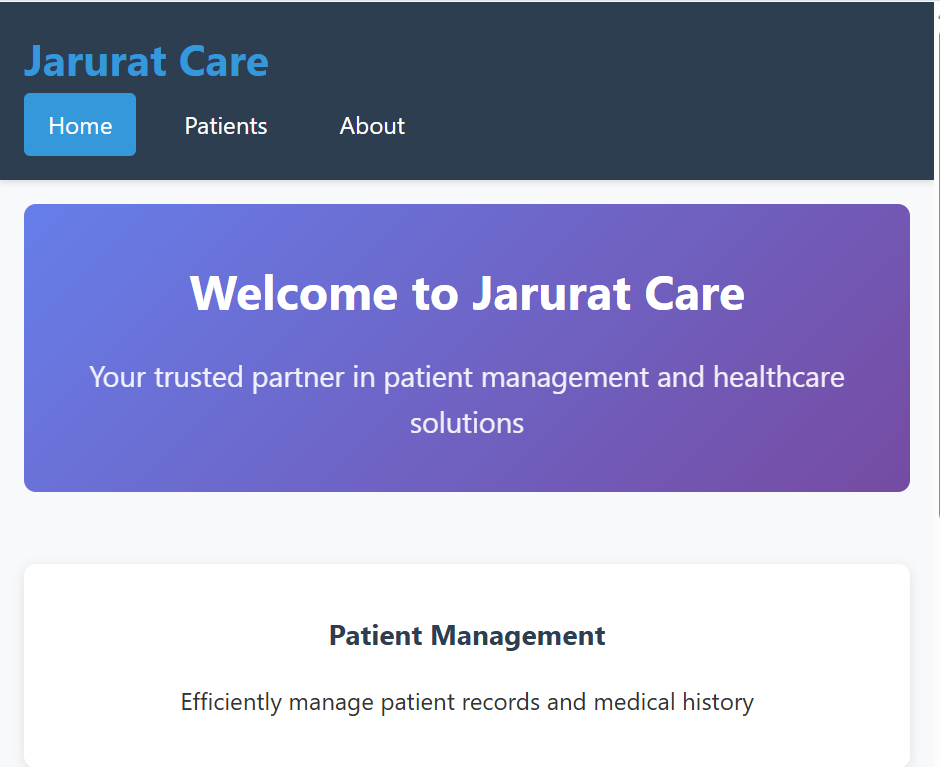 Jarurat Care
Home Patients About
Welcome to Jarurat Care
Your trusted partner in patient management and healthcare
solutions
Patient Management
Efficiently manage patient records and medical history